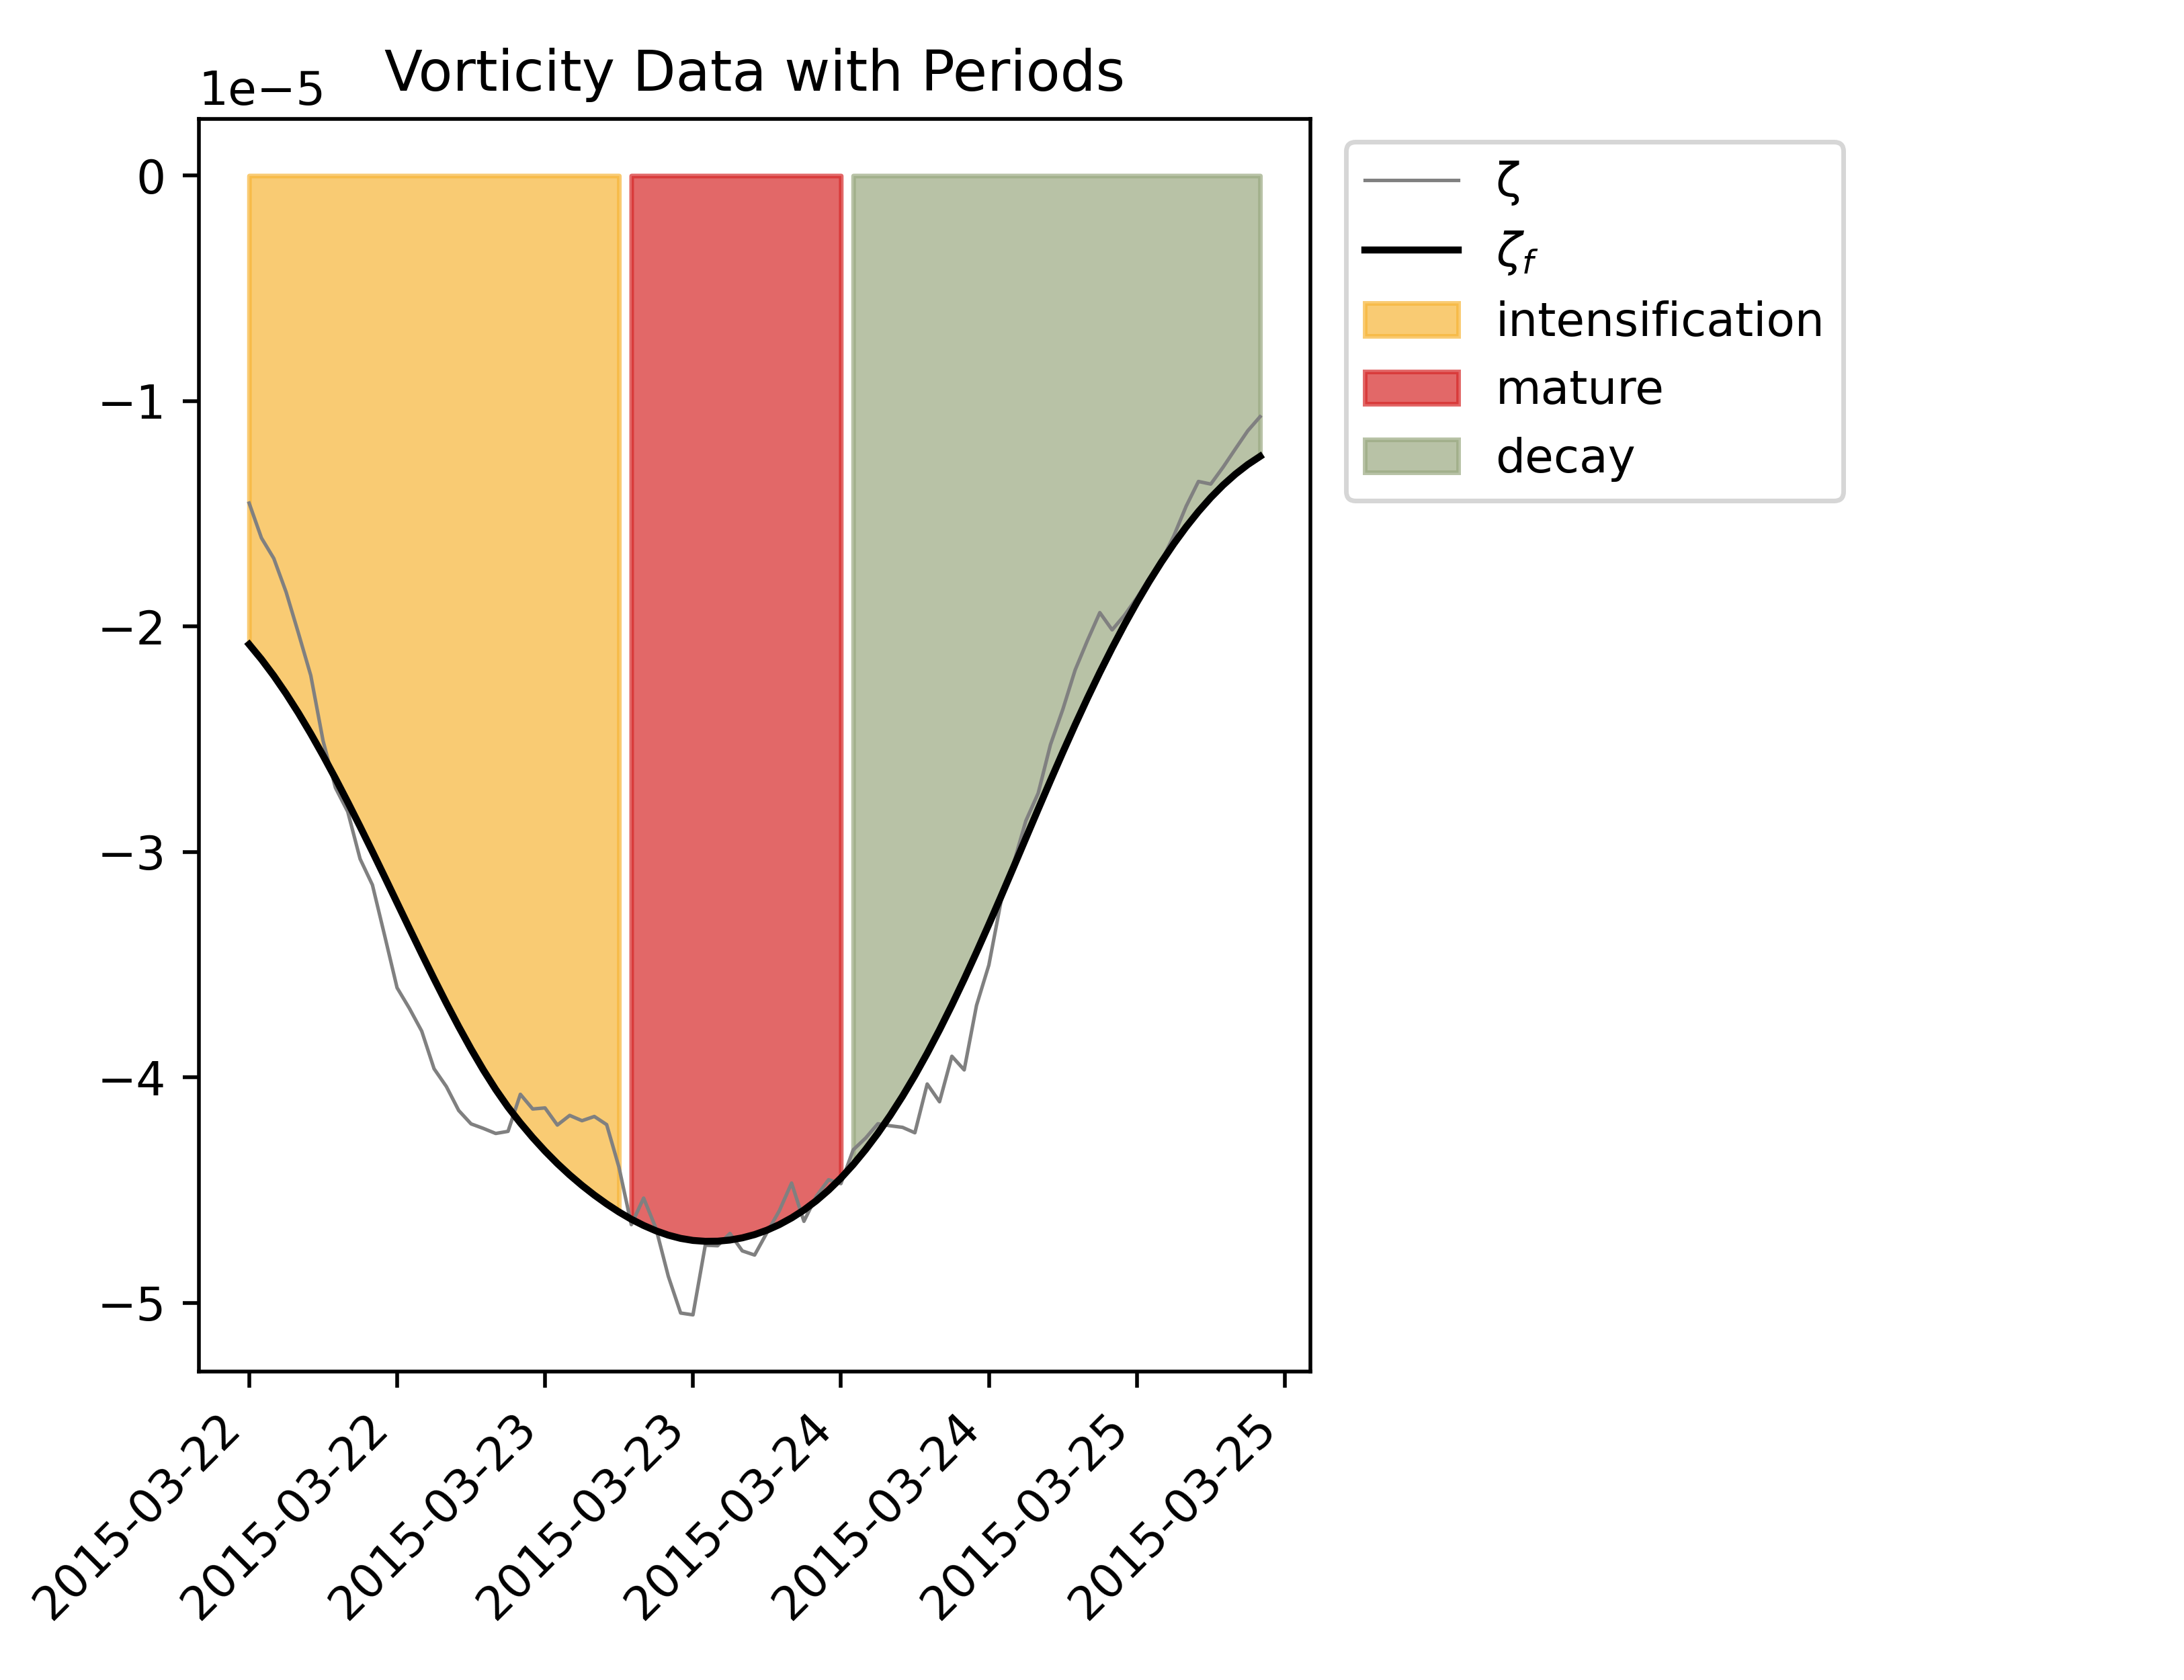 Vorticity Data with Periods
1e−5
0
−1
−2
−3
−4
−5
2015-03-22
2015-03-22
2015-03-23
2015-03-23
2015-03-24
2015-03-24
2015-03-25
2015-03-25
ζ
ζf
intensification
mature
decay